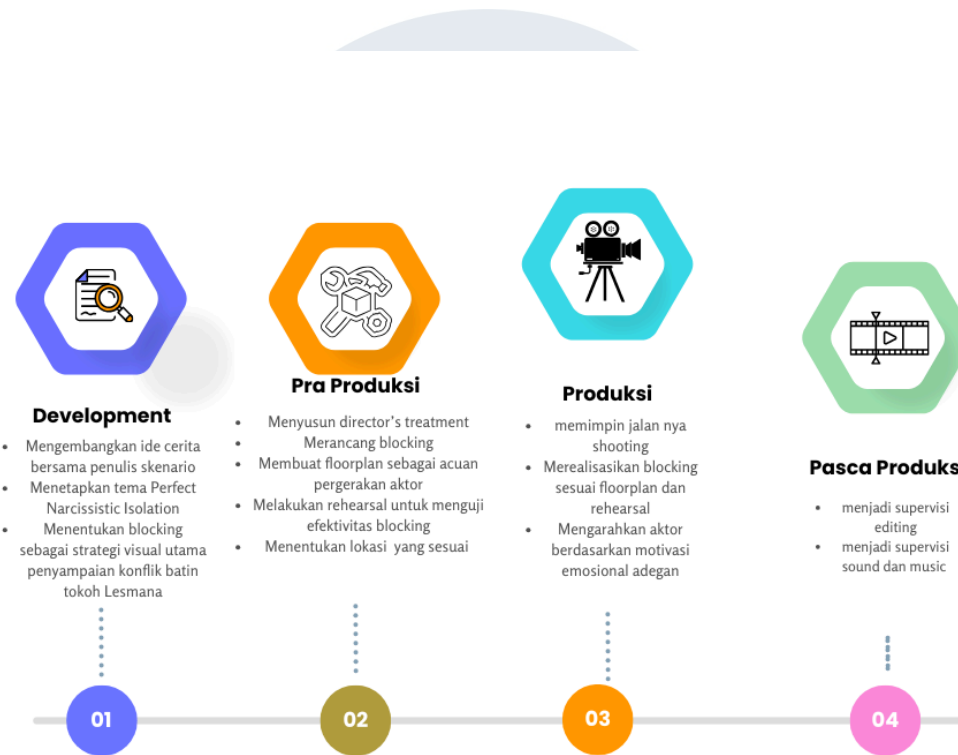 Development
Mengembangkan ide cerita
bersama penulis skenario
Menetapkan tema Perfect
Narcissistic Isolation
Menentukan blocking
sebagai strategi visual utama
penyampaian konflik batin
tokoh Lesmana
01
Pra Produksi
Menyusun director's treatment
Merancang blocking
Membuat floorplan sebagai acuan
pergerakan aktor
Melakukan rehearsal untuk menguji
efektivitas blocking
Menentukan lokasi yang sesuai
02
Produksi
memimpin jalan nya
shooting
Merealisasikan blocking
sesuai floorplan dan
rehearsal
Mengarahkan aktor
berdasarkan motivasi
emosional adegan
03
Pasca Produks
menjadi supervisi
editing
menjadi supervisi
sound dan music
04